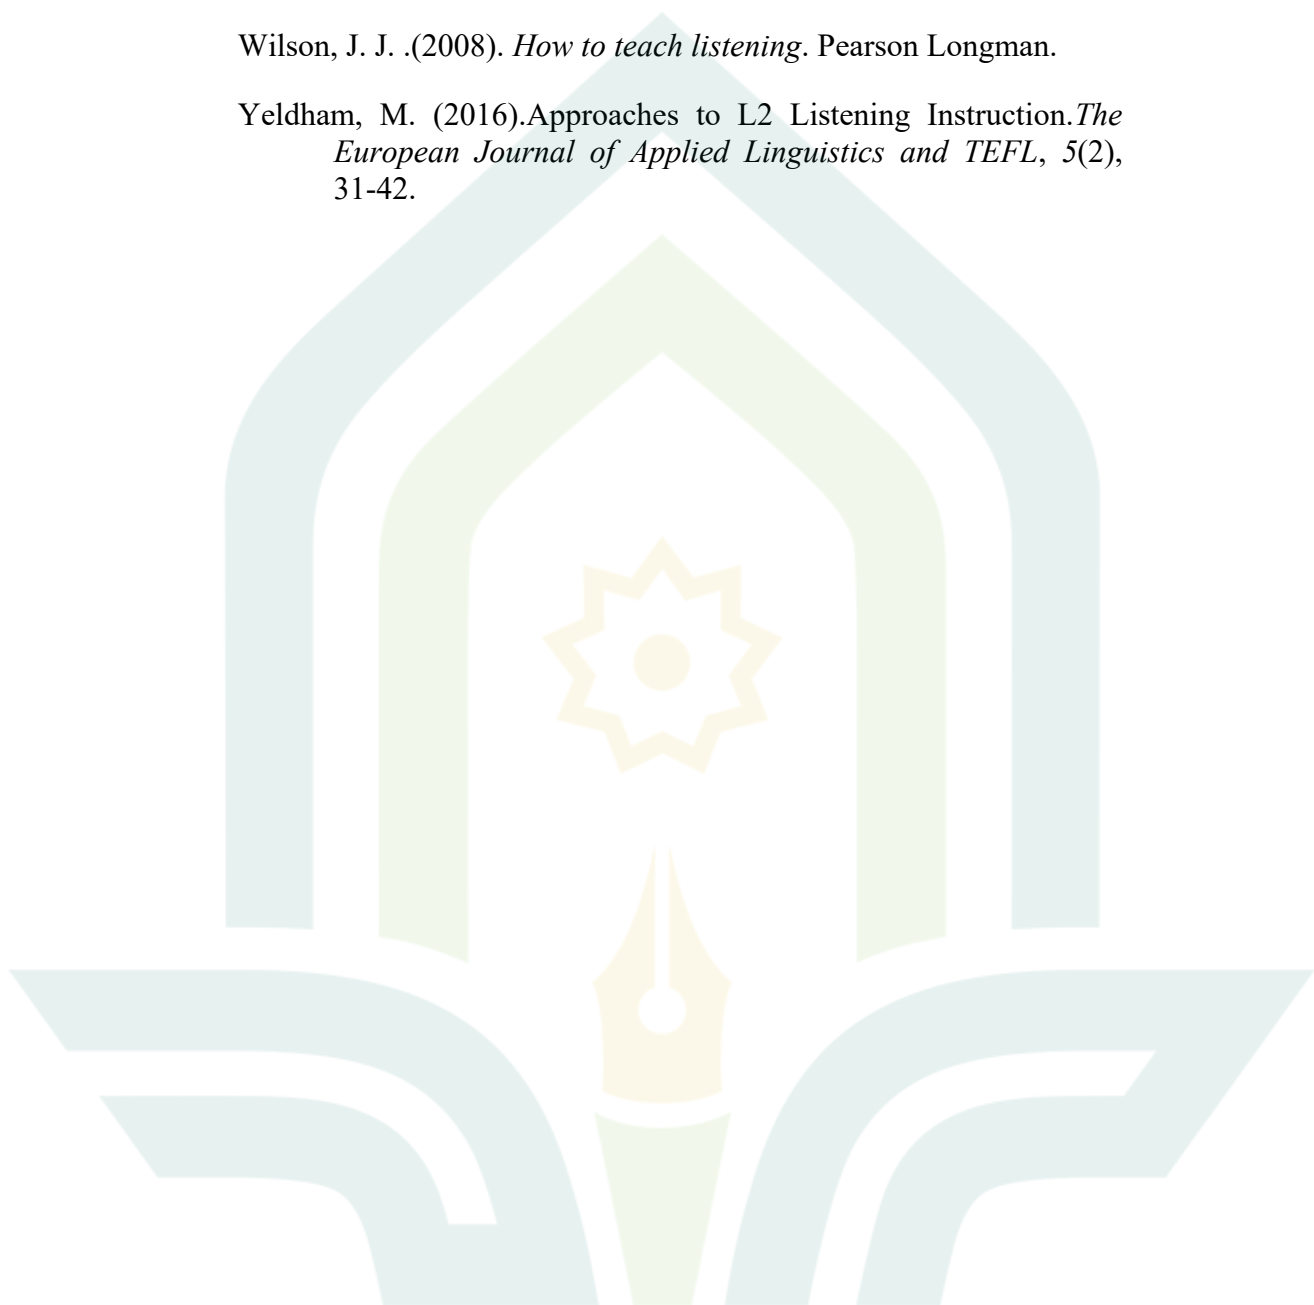 Wilson, J. J. .(2008). How to teach listening. Pearson Longman.
Yeldham, M. (2016).Approaches to L2 Listening Instruction.The
European Journal of Applied Linguistics and TEFL, 5(2),
31-42.